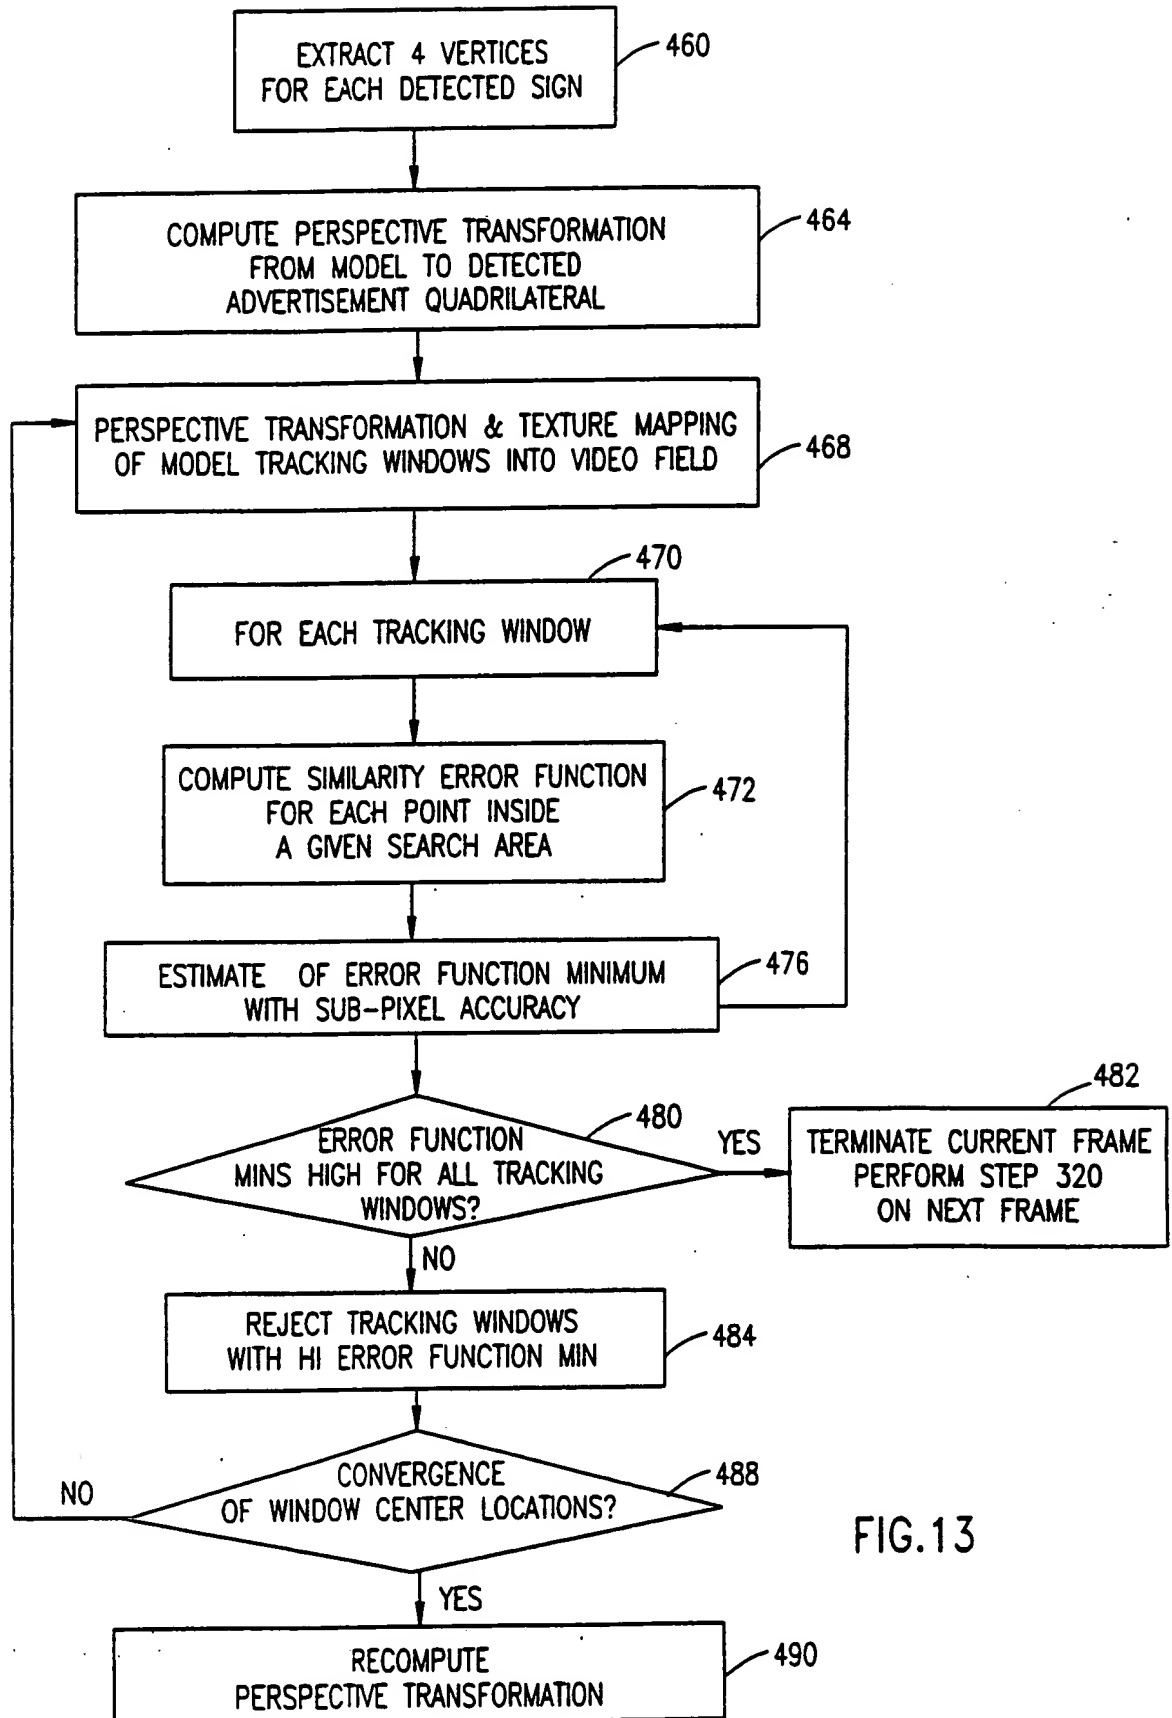 EXTRACT 4 VERTICES
FOR EACH DETECTED SIGN
460
COMPUTE PERSPECTIVE TRANSFORMATION
FROM MODEL TO DETECTED
ADVERTISEMENT QUADRILATERAL
464
PERSPECTIVE TRANSFORMATION & TEXTURE MAPPING
OF MODEL TRACKING WINDOWS INTO VIDEO FIELD
468
470
FOR EACH TRACKING WINDOW
COMPUTE SIMILARITY ERROR FUNCTION
FOR EACH POINT INSIDE
A GIVEN SEARCH AREA
472
ESTIMATE OF ERROR FUNCTION MINIMUM
WITH SUB-PIXEL ACCURACY
476
480
ERROR FUNCTION
MINS HIGH FOR ALL TRACKING
WINDOWS?
YES
482
TERMINATE CURRENT FRAME
PERFORM STEP 320
ON NEXT FRAME
NO
REJECT TRACKING WINDOWS
WITH HI ERROR FUNCTION MIN
484
CONVERGENCE
OF WINDOW CENTER LOCATIONS?
488
NO
YES
RECOMPUTE
PERSPECTIVE TRANSFORMATION
490
FIG.13